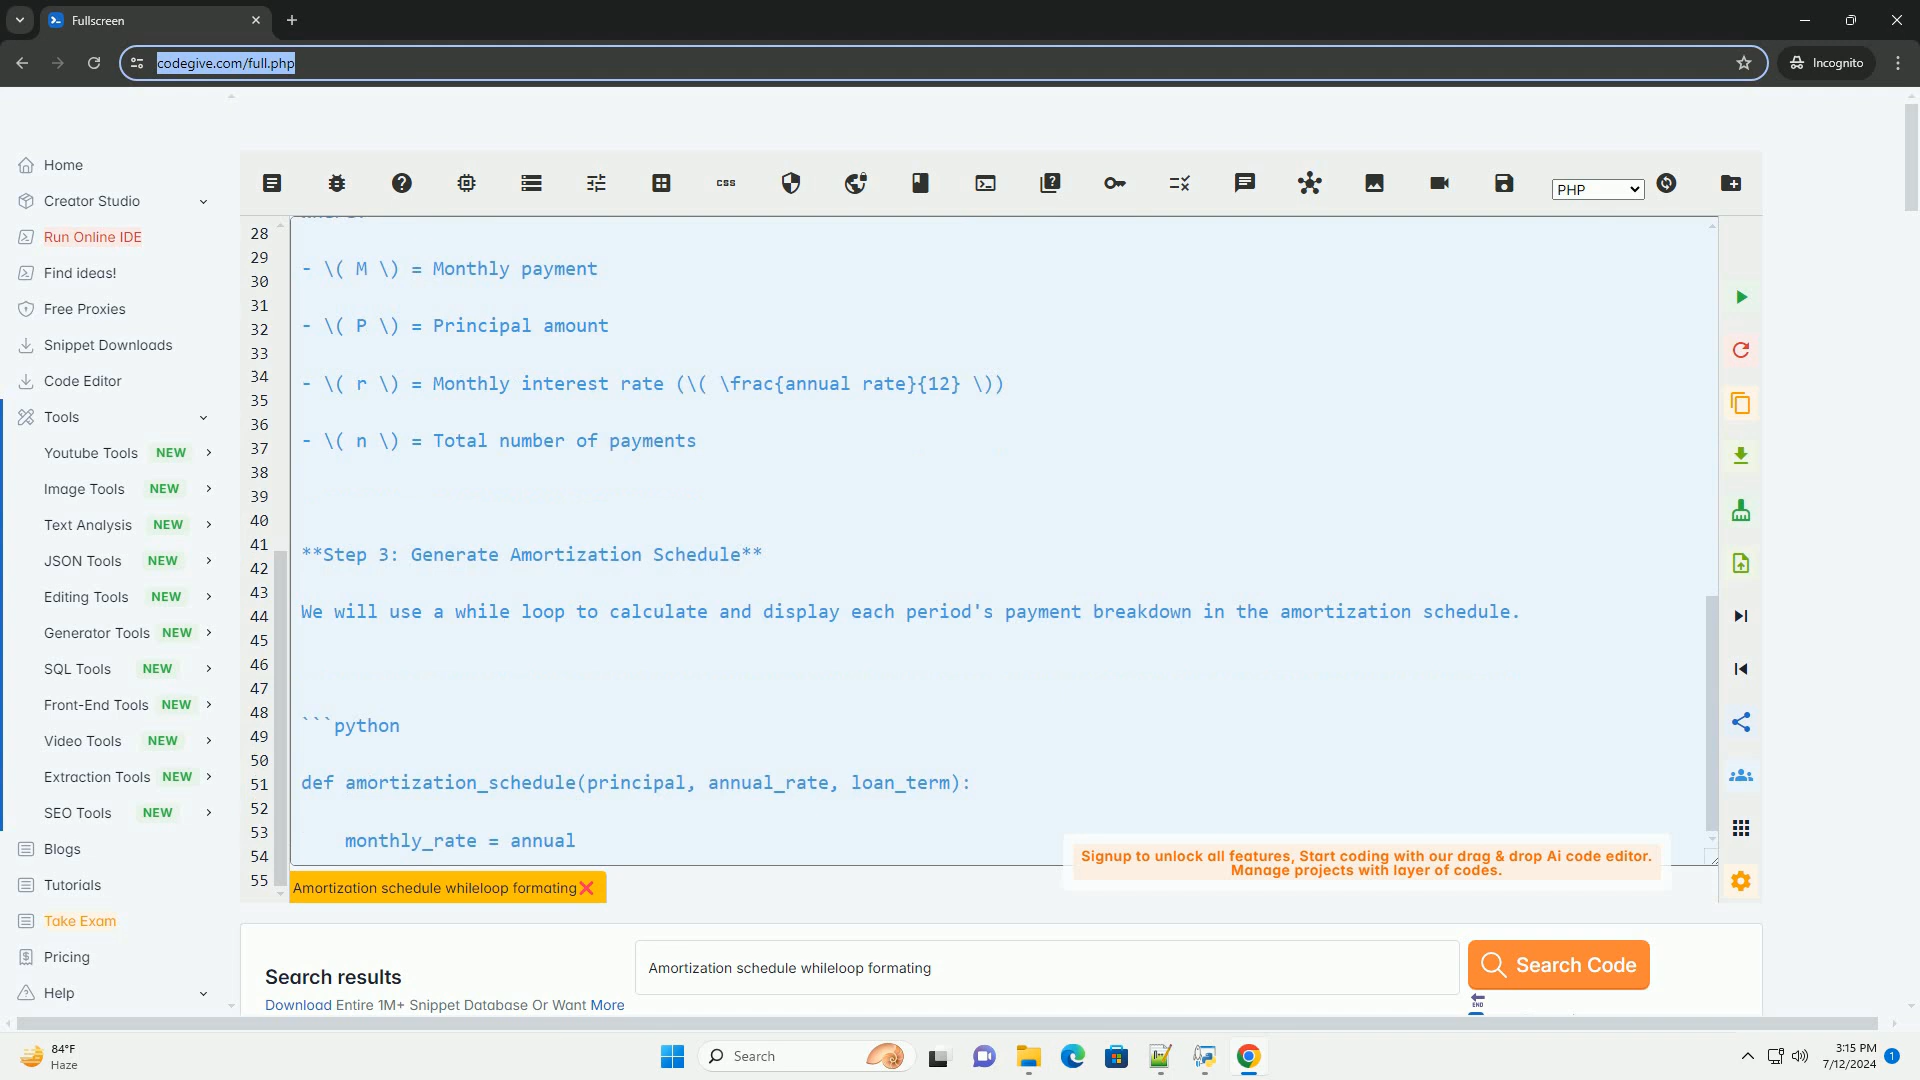 Fullscreen
codegive.com/full.php
Incognito
Home
Creator Studio
Run Online IDE
Find ideas!
Free Proxies
Snippet Downloads
Code Editor
Tools
Youtube Tools NEW
Image Tools NEW
Text Analysis NEW
JSON Tools NEW
Editing Tools NEW
Generator Tools NEW
SQL Tools NEW
Front-End Tools NEW
Video Tools NEW
Extraction Tools NEW
SEO Tools NEW
Blogs
Tutorials
Take Exam
Pricing
Help
css
PHP
28
29
30
31
32
33
34
35
36
37
38
39
40
41
42
43
44
45
46
47
48
49
50
51
52
53
54
55
- \( M \) = Monthly payment
- \( P \) = Principal amount
- \( r \) = Monthly interest rate (\( \frac{annual rate}{12} \))
- \( n \) = Total number of payments
**Step 3: Generate Amortization Schedule**
We will use a while loop to calculate and display each period's payment breakdown in the amortization schedule.
```python
def amortization_schedule(principal, annual_rate, loan_term):
monthly_rate = annual
Signup to unlock all features, Start coding with our drag & drop Ai code editor.
Manage projects with layer of codes.
Amortization schedule whileloop formating
Search results
Download Entire 1M+ Snippet Database Or Want More
Amortization schedule whileloop formating
Search Code
END
84°F
Haze
Search
3:15 PM
7/12/2024
1